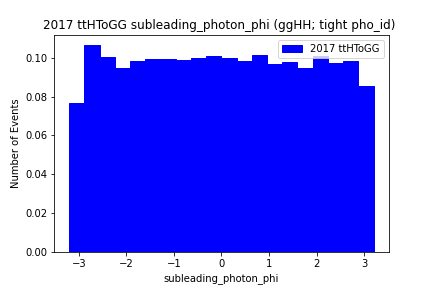 2017 ttHToGG subleading_photon_phi (ggHH; tight pho_id)
2017 ttHToGG
Number of Events
0.10
0.08
0.06
0.04
0.02
0.00
−3 −2 −1 0 1 2 3
subleading_photon_phi